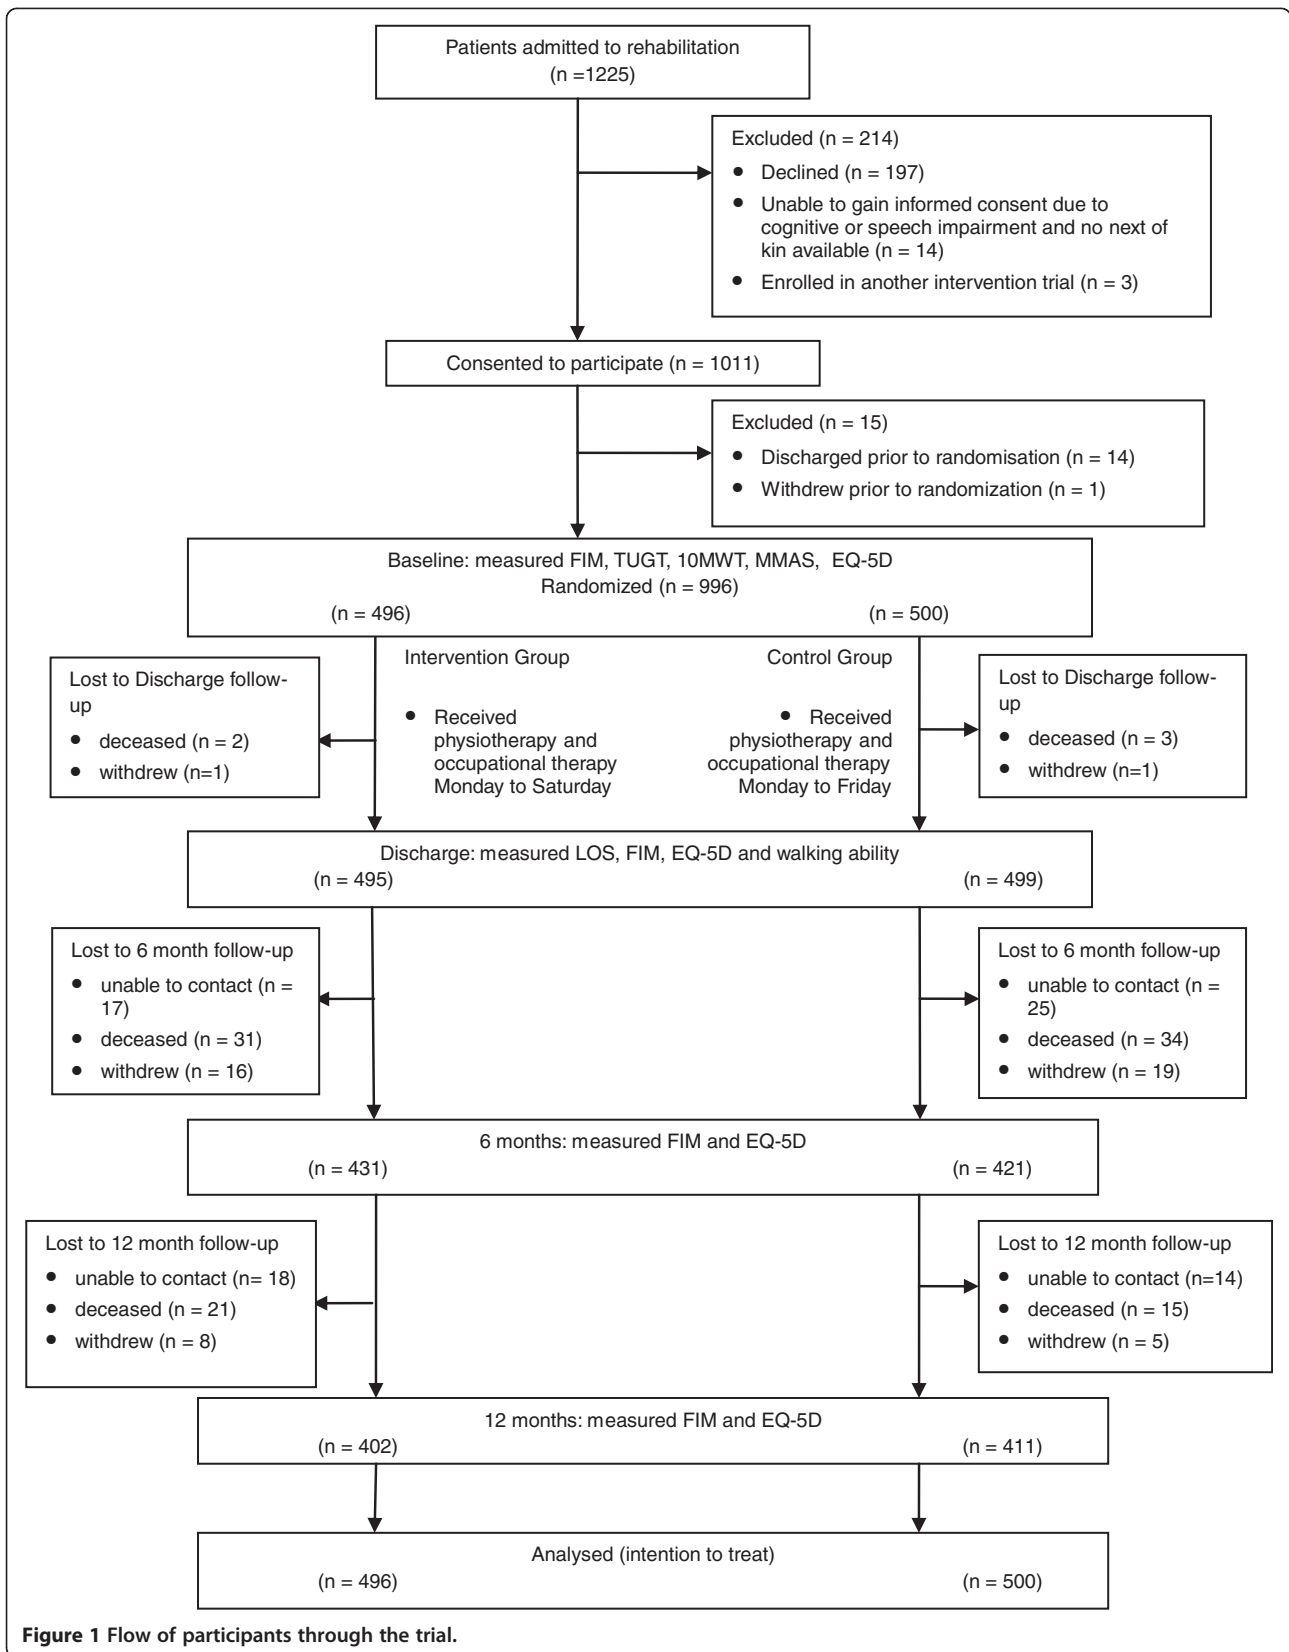 Patients admitted to rehabilitation
(n =1225)
Excluded (n = 214)
• Declined (n = 197)
• Unable to gain informed consent due to
cognitive or speech impairment and no next of
kin available (n = 14)
• Enrolled in another intervention trial (n = 3)
Consented to participate (n = 1011)
Excluded (n = 15)
• Discharged prior to randomisation (n = 14)
• Withdrew prior to randomization (n = 1)
Baseline: measured FIM, TUGT, 10MWT, MMAS, EQ-5D
Randomized (n = 996)
(n = 496)
(n = 500)
Intervention Group
• Received
physiotherapy and
occupational therapy
Monday to Saturday
Control Group
• Received
physiotherapy and
occupational therapy
Monday to Friday
Lost to Discharge follow-
up
• deceased (n = 2)
• withdrew (n=1)
Lost to Discharge follow-
up
• deceased (n = 3)
• withdrew (n=1)
Discharge: measured LOS, FIM, EQ-5D and walking ability
(n = 495)
(n = 499)
Lost to 6 month follow-up
• unable to contact (n =
17)
• deceased (n = 31)
• withdrew (n = 16)
Lost to 6 month follow-up
• unable to contact (n =
25)
• deceased (n = 34)
• withdrew (n = 19)
6 months: measured FIM and EQ-5D
(n = 431)
(n = 421)
Lost to 12 month follow-up
• unable to contact (n= 18)
• deceased (n = 21)
• withdrew (n = 8)
Lost to 12 month follow-up
• unable to contact (n=14)
• deceased (n = 15)
• withdrew (n = 5)
12 months: measured FIM and EQ-5D
(n = 402)
(n = 411)
Analysed (intention to treat)
(n = 496)
(n = 500)
Figure 1 Flow of participants through the trial.